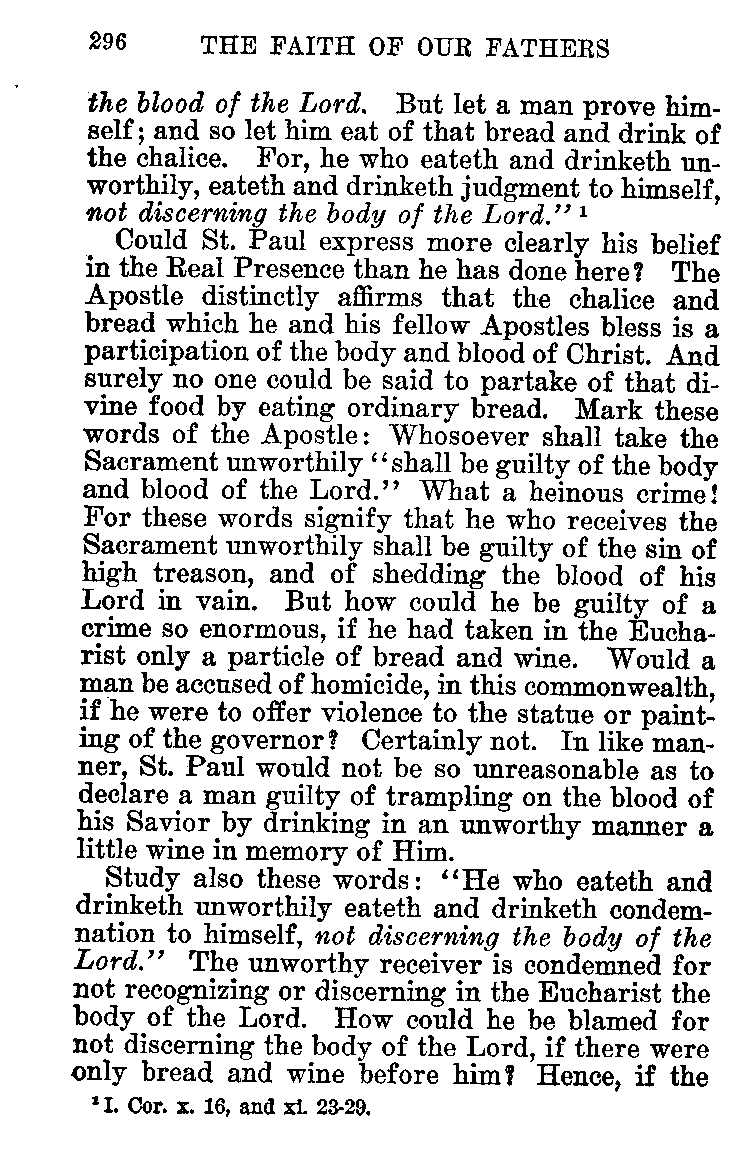 296 THE FAITH OF OUR FATHERS
the blood of the Lord. But let a man prove him-
self; and so let him eat of that bread and drink of
the chalice. For, he who eateth and drinketh un-
worthily, eateth and drinketh judgment to himself,
not discerning the body of the Lord." ¹
Could St. Paul express more clearly his belief
in the Real Presence than he has done here? The
Apostle distinctly affirms that the chalice and
bread which he and his fellow Apostles bless is a
participation of the body and blood of Christ. And
surely no one could be said to partake of that di-
vine food by eating ordinary bread. Mark these
words of the Apostle: Whosoever shall take the
Sacrament unworthily "shall be guilty of the body
and blood of the Lord." What a heinous crime!
For these words signify that he who receives the
Sacrament unworthily shall be guilty of the sin of
high treason, and of shedding the blood of his
Lord in vain. But how could he be guilty of a
crime so enormous, if he had taken in the Eucha-
rist only a particle of bread and wine. Would a
man be accused of homicide, in this commonwealth,
if he were to offer violence to the statue or paint-
ing of the governor? Certainly not. In like man-
ner, St. Paul would not be so unreasonable as to
declare a man guilty of trampling on the blood of
his Savior by drinking in an unworthy manner a
little wine in memory of Him.
Study also these words: "He who eateth and
drinketh unworthily eateth and drinketh condem-
nation to himself, not discerning the body of the
Lord." The unworthy receiver is condemned for
not recognizing or discerning in the Eucharist the
body of the Lord. How could he be blamed for
not discerning the body of the Lord, if there were
only bread and wine before him? Hence, if the
¹ I. Cor. x. 16, and xi. 23-29.